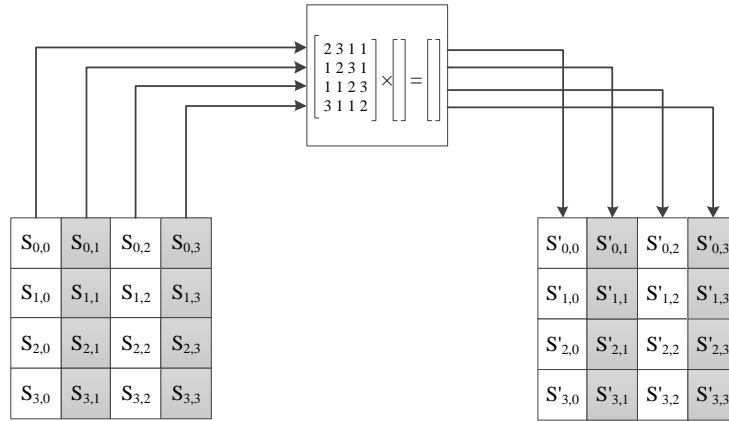 2 3 1 1
1 2 3 1
1 1 2 3
3 1 1 2
× =
S0,0 S0,1 S0,2 S0,3
S1,0 S1,1 S1,2 S1,3
S2,0 S2,1 S2,2 S2,3
S3,0 S3,1 S3,2 S3,3
S'0,0 S'0,1 S'0,2 S'0,3
S'1,0 S'1,1 S'1,2 S'1,3
S'2,0 S'2,1 S'2,2 S'2,3
S'3,0 S'3,1 S'3,2 S'3,3